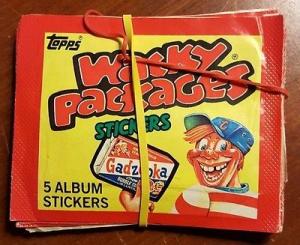 Topps
Wacky
Packages
STICKERS
Gadzooka
5 ALBUM
STICKERS